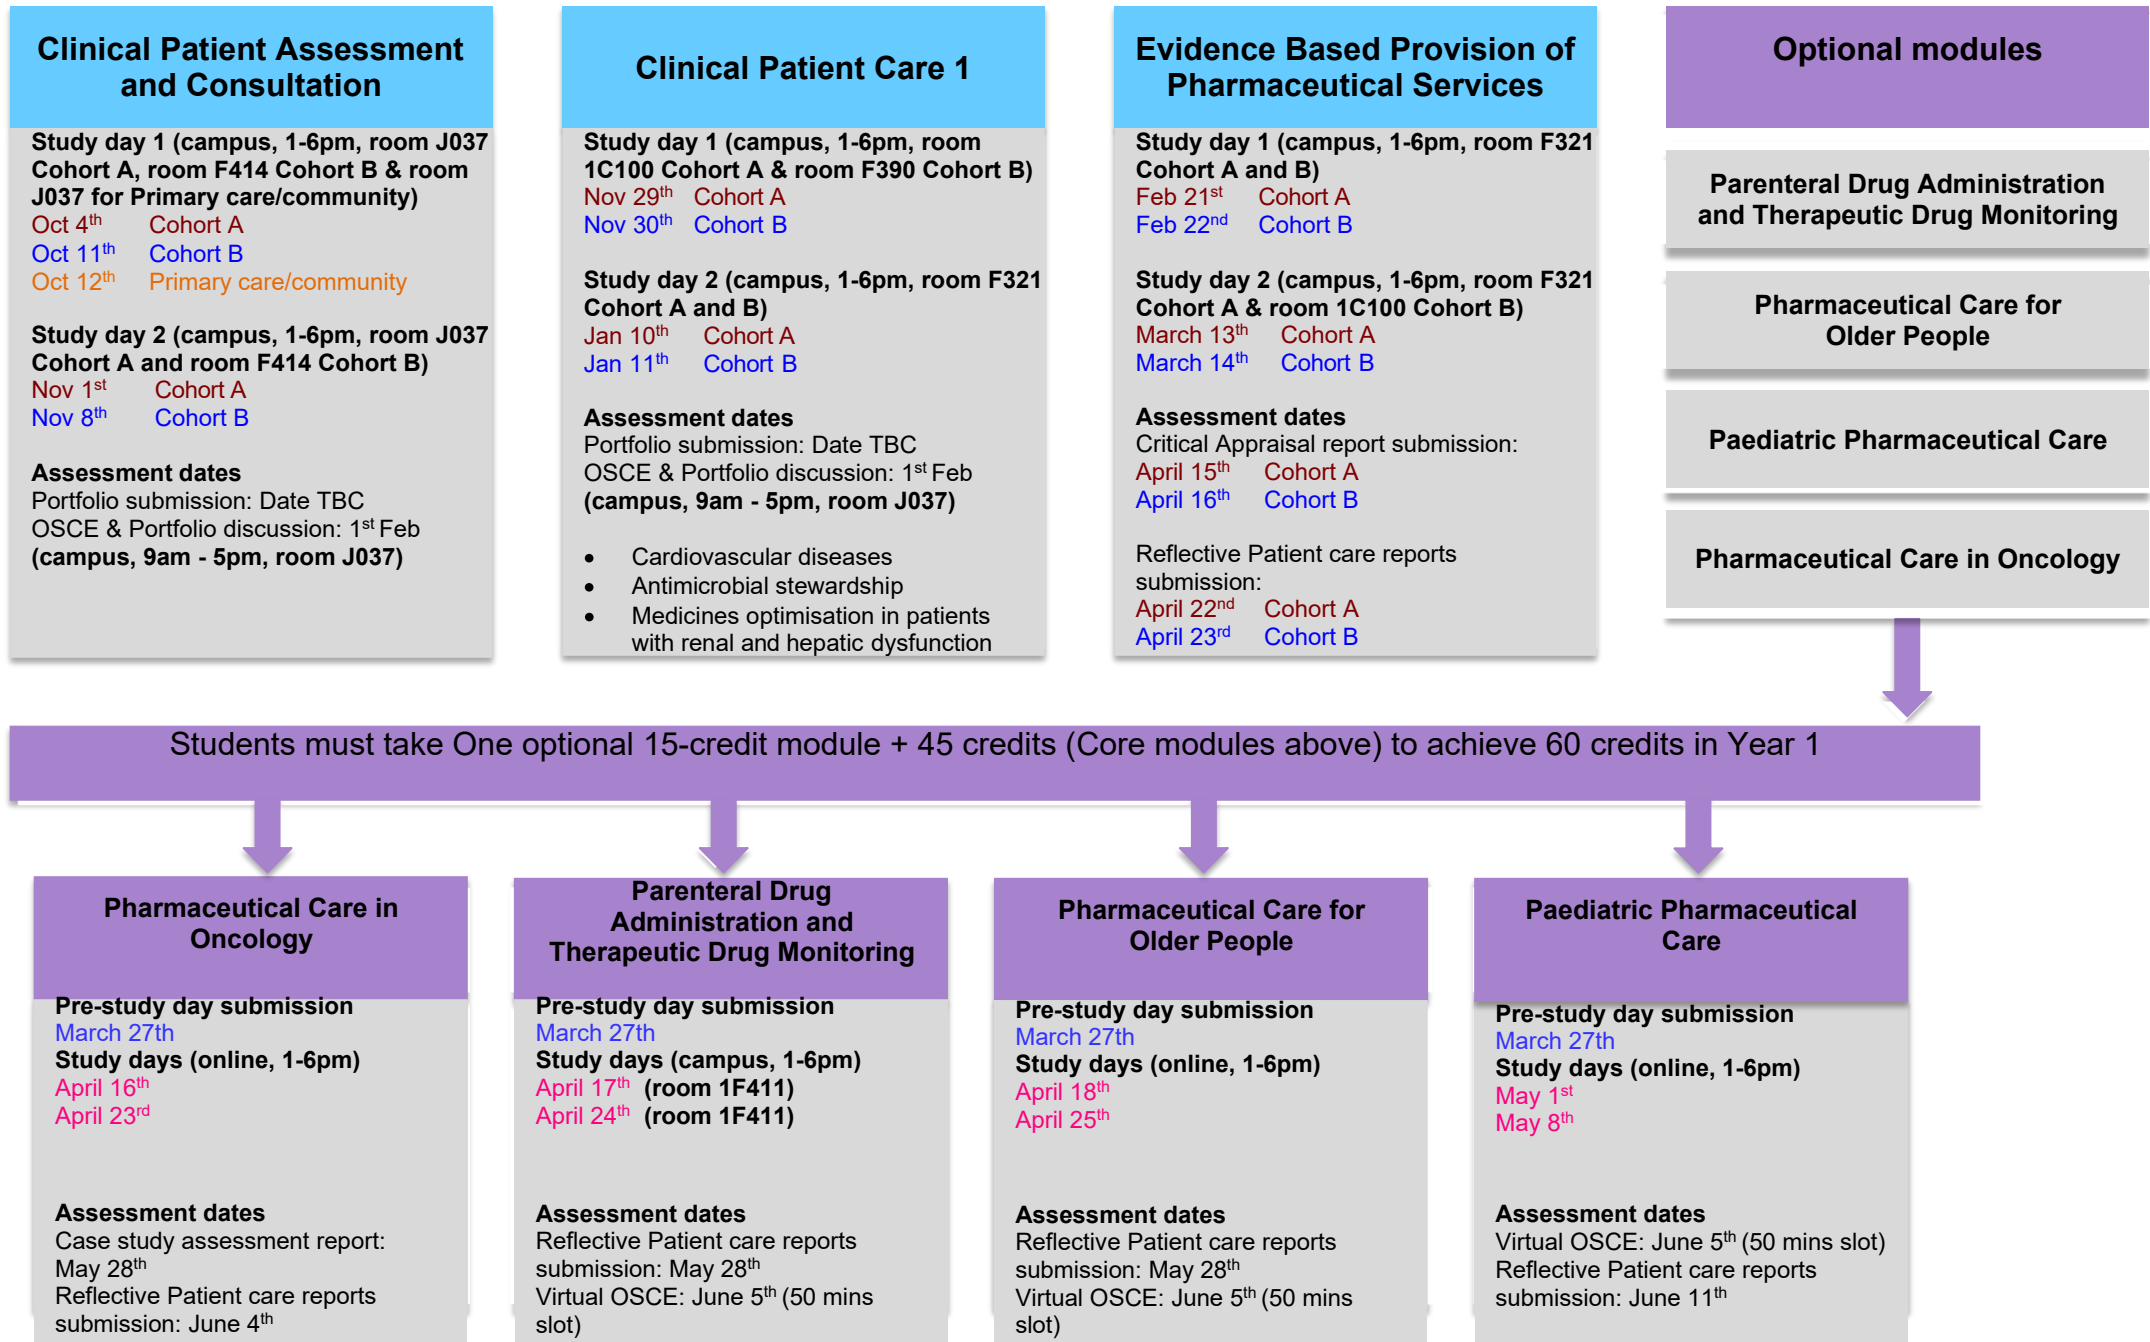 Clinical Patient Assessment
and Consultation
Study day 1 (campus, 1-6pm, room J037
Cohort A, room F414 Cohort B & room
J037 for Primary care/community)
Oct 4th Cohort A
Oct 11th Cohort B
Oct 12th Primary care/community
Study day 2 (campus, 1-6pm, room J037
Cohort A and room F414 Cohort B)
Nov 1st Cohort A
Nov 8th Cohort B
Assessment dates
Portfolio submission: Date TBC
OSCE & Portfolio discussion: 1st Feb
(campus, 9am - 5pm, room J037)
Clinical Patient Care 1
Study day 1 (campus, 1-6pm, room
1C100 Cohort A & room F390 Cohort B)
Nov 29th Cohort A
Nov 30th Cohort B
Study day 2 (campus, 1-6pm, room F321
Cohort A and B)
Jan 10th Cohort A
Jan 11th Cohort B
Assessment dates
Portfolio submission: Date TBC
OSCE & Portfolio discussion: 1st Feb
(campus, 9am - 5pm, room J037)
• Cardiovascular diseases
• Antimicrobial stewardship
• Medicines optimisation in patients
with renal and hepatic dysfunction
Evidence Based Provision of
Pharmaceutical Services
Study day 1 (campus, 1-6pm, room F321
Cohort A and B)
Feb 21st Cohort A
Feb 22nd Cohort B
Study day 2 (campus, 1-6pm, room F321
Cohort A & room 1C100 Cohort B)
March 13th Cohort A
March 14th Cohort B
Assessment dates
Critical Appraisal report submission:
April 15th Cohort A
April 16th Cohort B
Reflective Patient care reports
submission:
April 22nd Cohort A
April 23rd Cohort B
Optional modules
Parenteral Drug Administration
and Therapeutic Drug Monitoring
Pharmaceutical Care for
Older People
Paediatric Pharmaceutical Care
Pharmaceutical Care in Oncology
Students must take One optional 15-credit module + 45 credits (Core modules above) to achieve 60 credits in Year 1
Pharmaceutical Care in
Oncology
Pre-study day submission
March 27th
Study days (online, 1-6pm)
April 16th
April 23rd
Assessment dates
Case study assessment report:
May 28th
Reflective Patient care reports
submission: June 4th
Parenteral Drug
Administration and
Therapeutic Drug Monitoring
Pre-study day submission
March 27th
Study days (campus, 1-6pm)
April 17th (room 1F411)
April 24th (room 1F411)
Assessment dates
Reflective Patient care reports
submission: May 28th
Virtual OSCE: June 5th (50 mins
slot)
Pharmaceutical Care for
Older People
Pre-study day submission
March 27th
Study days (online, 1-6pm)
April 18th
April 25th
Assessment dates
Reflective Patient care reports
submission: May 28th
Virtual OSCE: June 5th (50 mins
slot)
Paediatric Pharmaceutical
Care
Pre-study day submission
March 27th
Study days (online, 1-6pm)
May 1st
May 8th
Assessment dates
Virtual OSCE: June 5th (50 mins slot)
Reflective Patient care reports
submission: June 11th